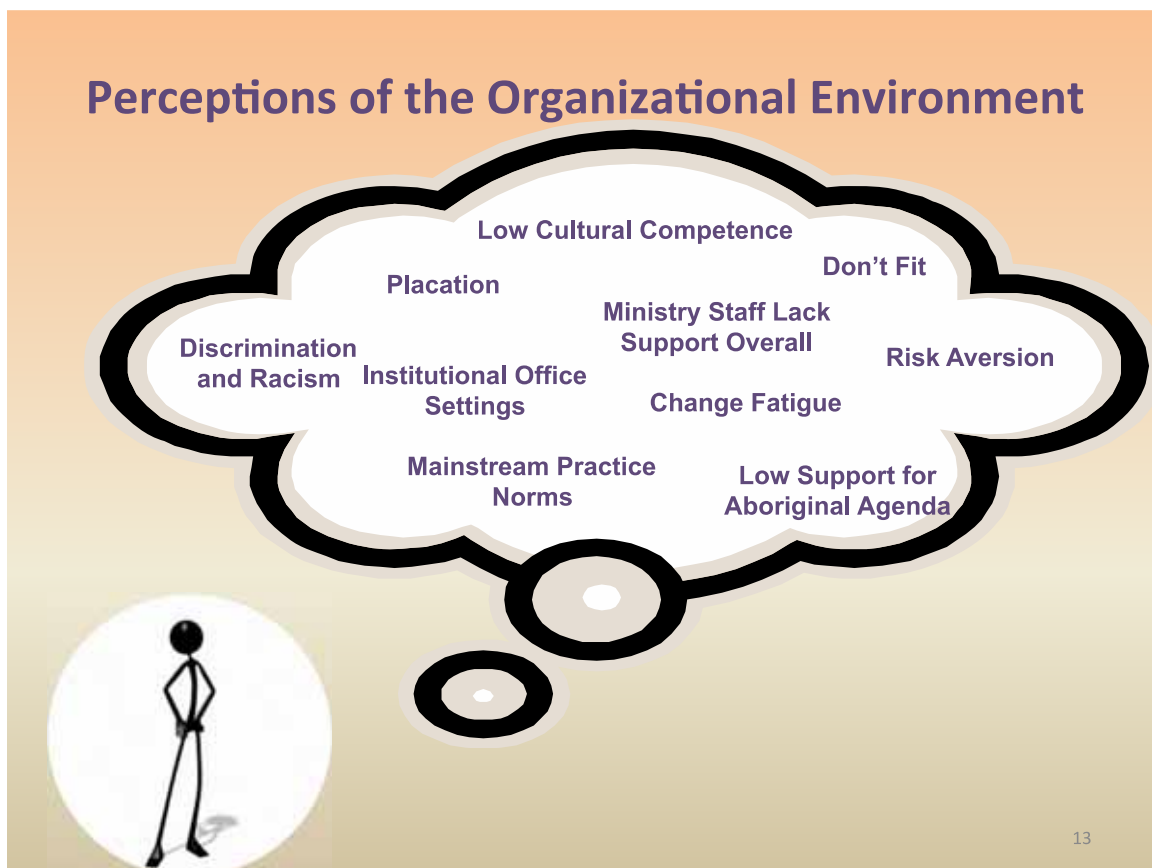 Perceptions of the Organizational Environment
Low Cultural Competence
Don’t Fit
Placation
Ministry Staff Lack
Support Overall
Discrimination
and Racism
Risk Aversion
Institutional Office
Settings
Change Fatigue
Mainstream Practice
Norms
Low Support for
Aboriginal Agenda
13